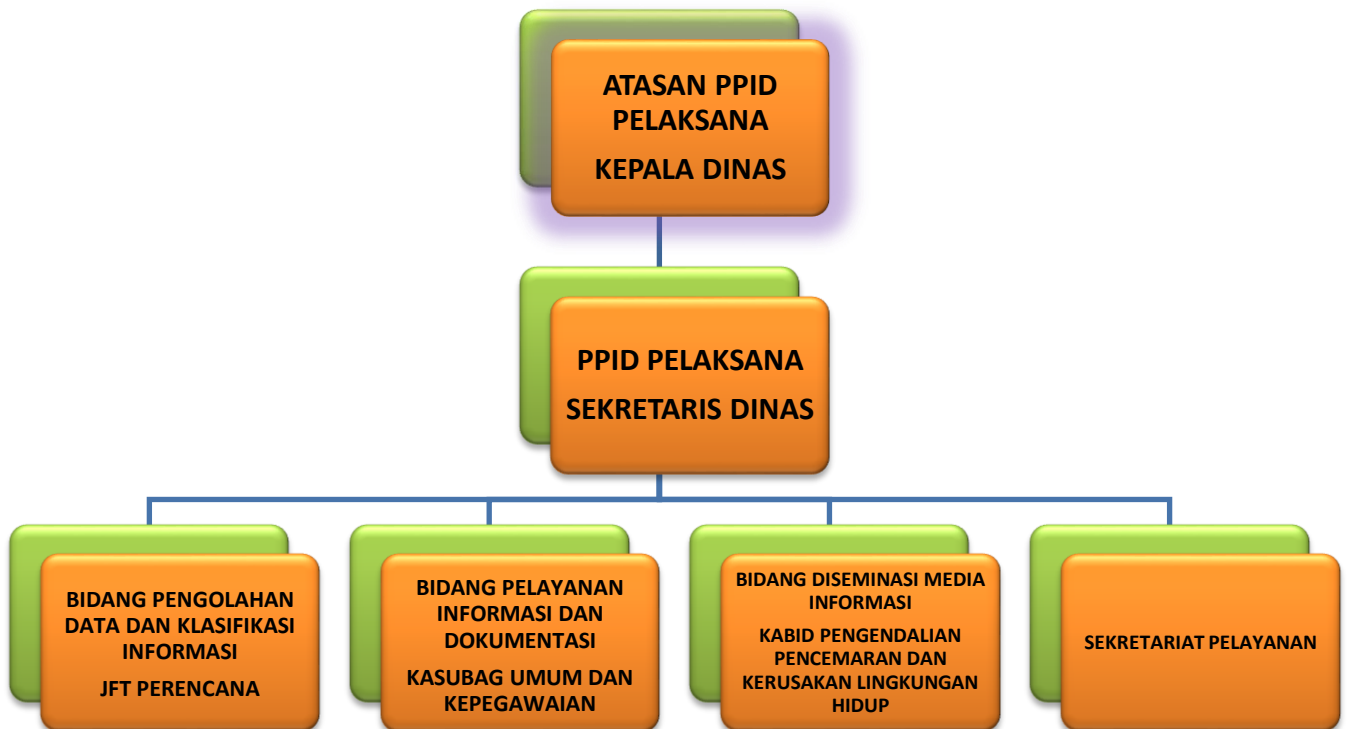 ATASAN PPID
PELAKSANA
KEPALA DINAS
PPID PELAKSANA
SEKRETARIS DINAS
BIDANG PENGOLAHAN
DATA DAN KLASIFIKASI
INFORMASI
JFT PERENCANA
BIDANG PELAYANAN
INFORMASI DAN
DOKUMENTASI
KASUBAG UMUM DAN
KEPEGAWAIAN
BIDANG DISEMINASI MEDIA
INFORMASI
KABID PENGENDALIAN
PENCEMARAN DAN
KERUSAKAN LINGKUNGAN
HIDUP
SEKRETARIAT PELAYANAN